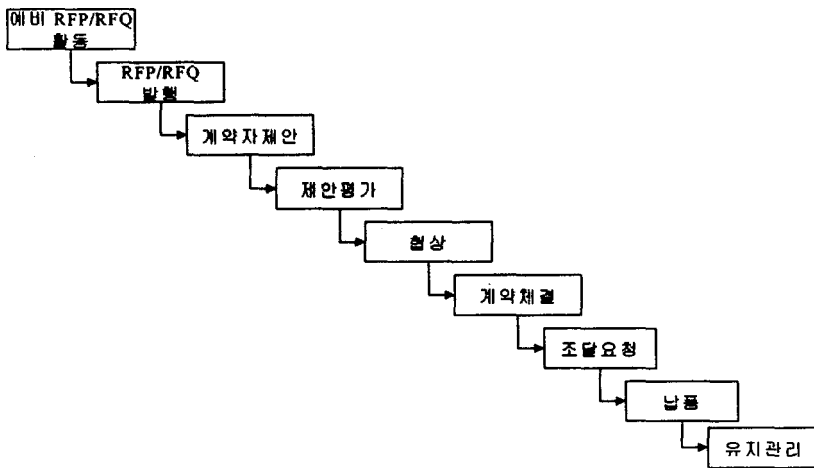 예비 RFP/RFQ
활동
RFP/RFQ
발행
계약자제안
제안평가
협상
계약체결
조달요청
납품
유지관리